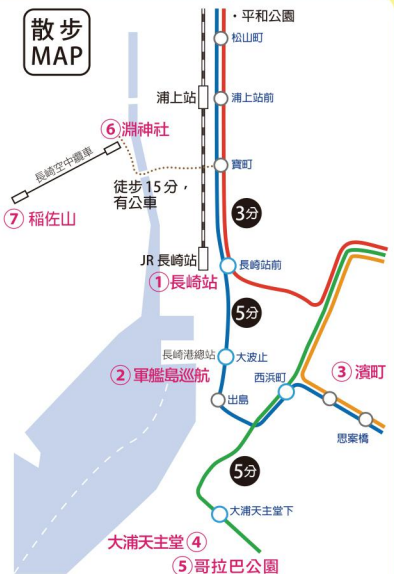 散步
MAP
・平和公園
松山町
浦上站
浦上站前
⑥淵神社
長崎空中纜車
寶町
徒步15分，
有公車
⑦稻佐山
3分
JR 長崎站
長崎站前
①長崎站
5分
長崎港總站
大波止
西浜町
③濱町
②軍艦島巡航
出島
思案橋
5分
大浦天主堂下
大浦天主堂④
⑤哥拉巴公園